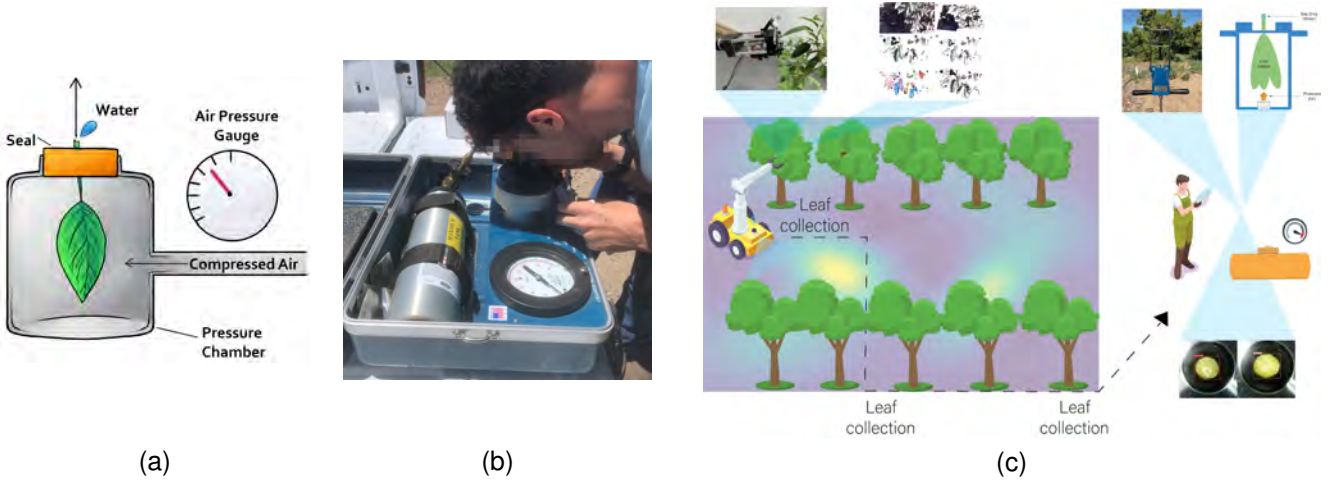 Water
Seal
Air Pressure
Gauge
Compressed Air
Pressure
Chamber
(a)
(b)
Leaf
collection
Leaf
collection
Leaf
collection
(c)